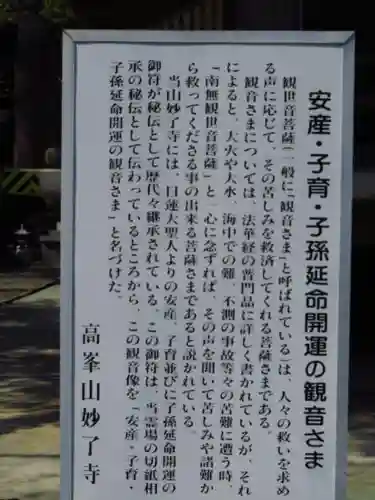 安産・子育・子孫延命開運の観音さま
観世音菩薩(一般に『観音さま』と呼ばれている)は、人々の救いを求め
る声に応じて、その苦しみを救済してくれる菩薩さまである。
観音さまについては、法華経の普門品に詳しく書かれているが、それ
によると、大火や大水、海中での難、不測の事故等々の苦難に遭う時、
「南無観世音菩薩」と一心に念ずれば、その声を聞いて苦しみや諸難か
ら救ってくださる事の出来る菩薩さまであると説かれている。
当山妙了寺には、日蓮大聖人よりの安産、子育並びに子孫延命開運の
御符が秘伝として歴代々継承されている。この御符は、当霊場の切紙相
承の秘伝として伝わっているところから、この観音像を「安産・子育・
子孫延命開運の観音さま」と名づけた。
高峯山妙了寺